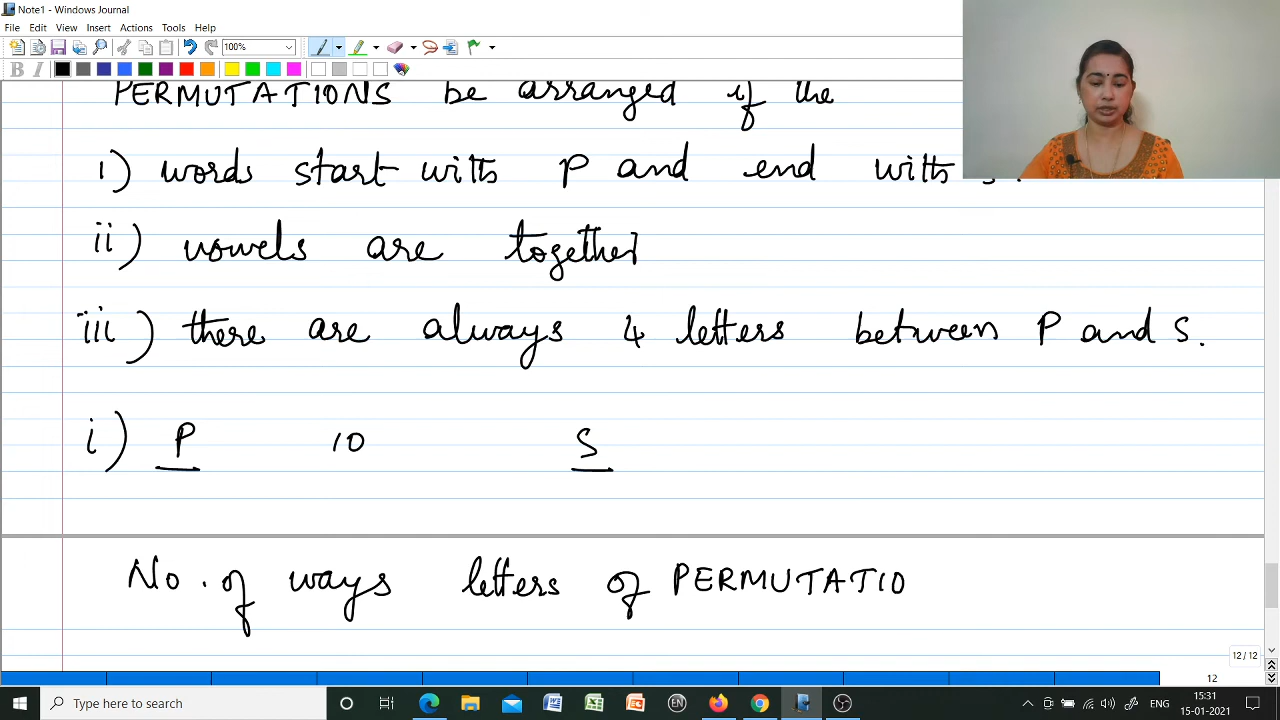 Note1 - Windows Journal
File Edit View Insert Actions Tools Help
100%
B I
PERMUTATIONS be arranged if the
i) words start with P and end with S.
ii) vowels are together
iii) there are always 4 letters between P and S.
i) P 10 S
No. of ways letters of PERMUTATIO
12 / 12
12
Type here to search
EN
ENG
15:31
15-01-2021